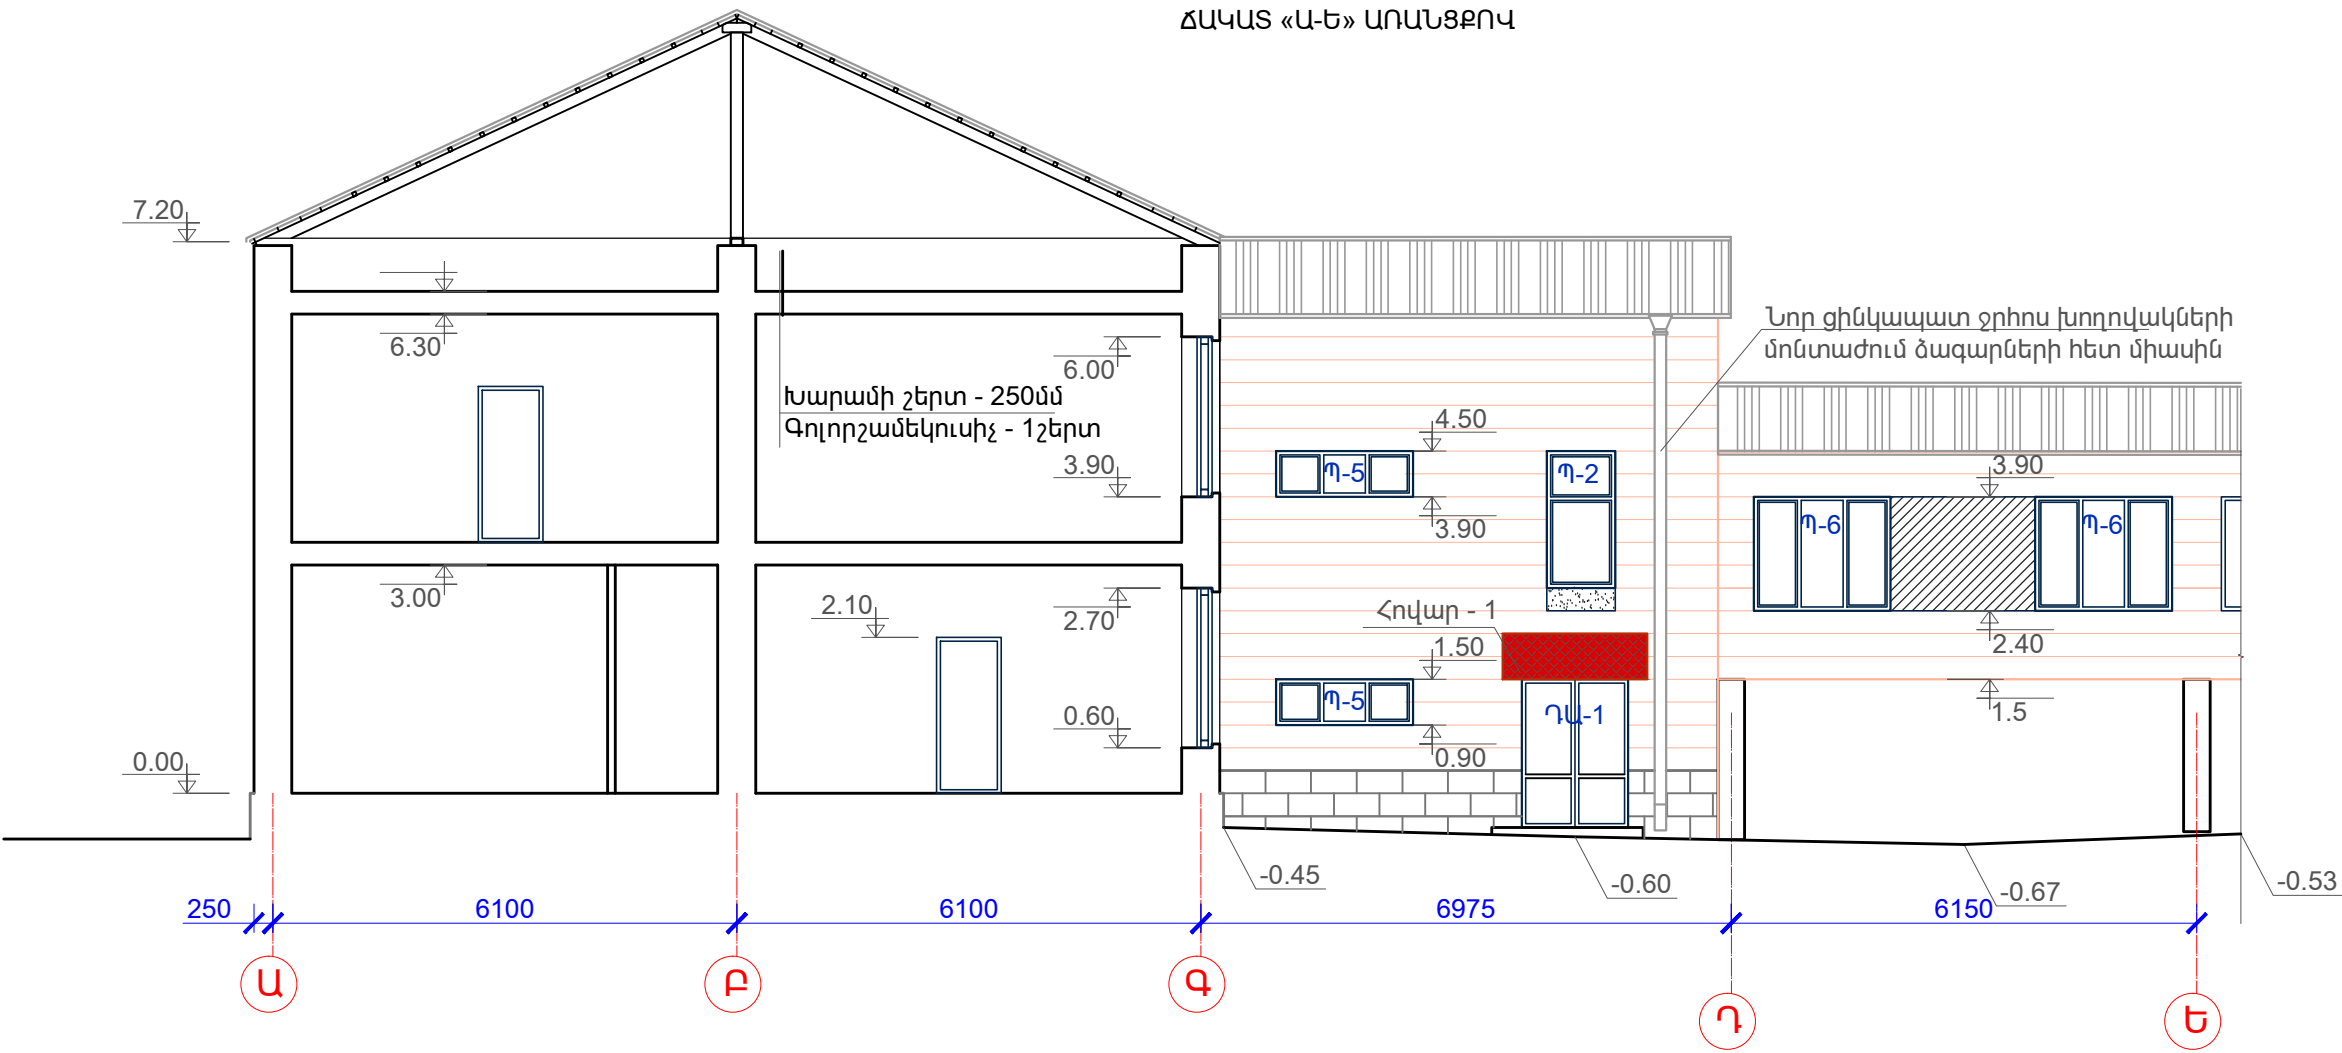 ՃԱԿԱՏ «Ա-Ե» ԱՌԱՆՑՔՈՎ
7.20
6.30
6.00
Խարամի շերտ - 250մմ
Գոլորշամեկուսիչ - 1շերտ
3.90
3.00
2.10
2.70
0.60
0.00
Նոր ցինկապատ ջրհոս խողովակների
մոնտաժում ձագարների հետ միասին
4.50
Պ-5
Պ-2
3.90
3.90
Պ-6
Պ-6
2.40
Հովար - 1
1.50
Պ-5
ԴԱ-1
0.90
1.5
-0.45
-0.60
-0.67
-0.53
250
6100
6100
6975
6150
Ա
Բ
Գ
Դ
Ե